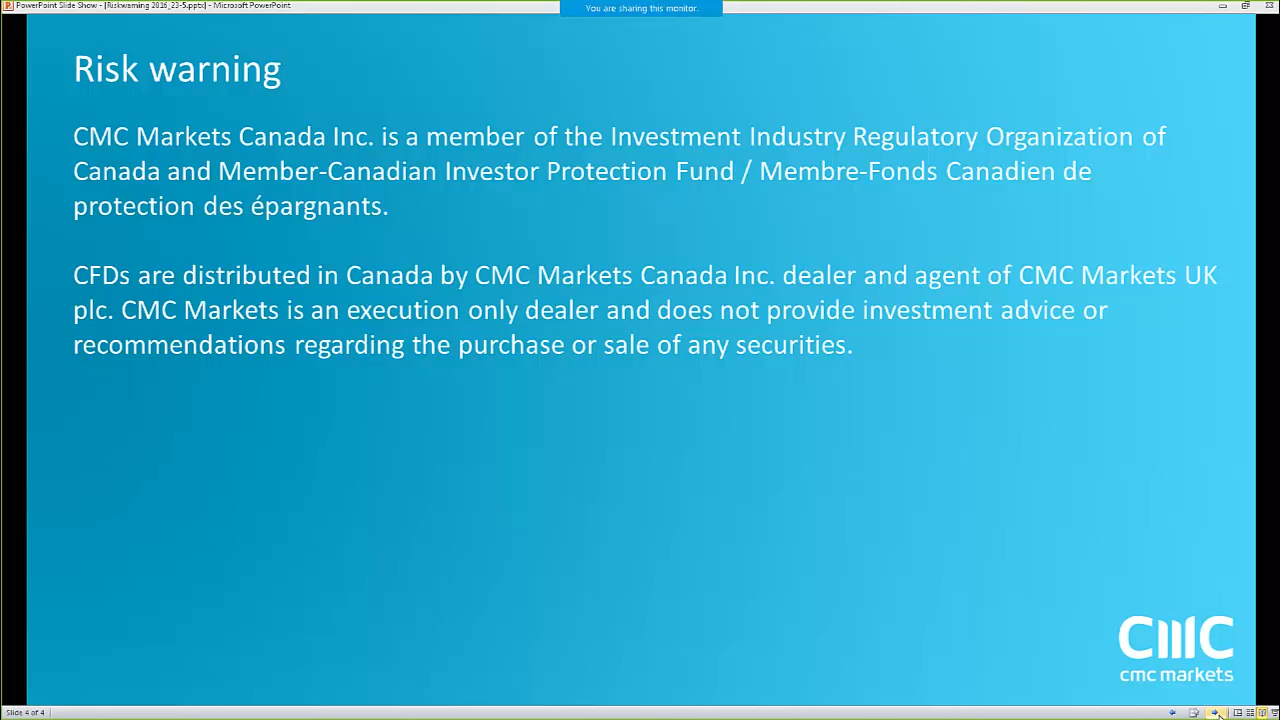 PowerPoint Slide Show - [Riskwarning 2016_23-5.pptx] - Microsoft PowerPoint
You are sharing this monitor.
Risk warning
CMC Markets Canada Inc. is a member of the Investment Industry Regulatory Organization of
Canada and Member-Canadian Investor Protection Fund / Membre-Fonds Canadien de
protection des épargnants.
CFDs are distributed in Canada by CMC Markets Canada Inc. dealer and agent of CMC Markets UK
plc. CMC Markets is an execution only dealer and does not provide investment advice or
recommendations regarding the purchase or sale of any securities.
CMC
cmc markets
Slide 4 of 4